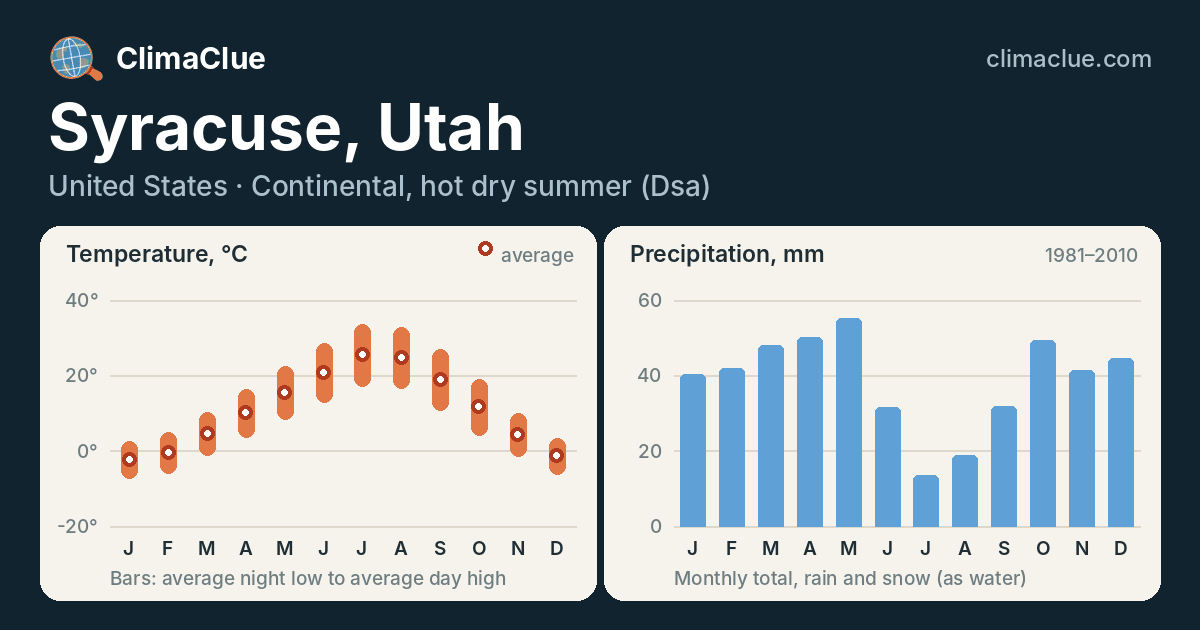 ClimaClue
climaclue.com
Syracuse, Utah
United States · Continental, hot dry summer (Dsa)
Temperature, °C
average
40°
20°
0°
-20°
J F M A M J J A S O N D
Bars: average night low to average day high
Precipitation, mm
1981–2010
60
40
20
0
J F M A M J J A S O N D
Monthly total, rain and snow (as water)